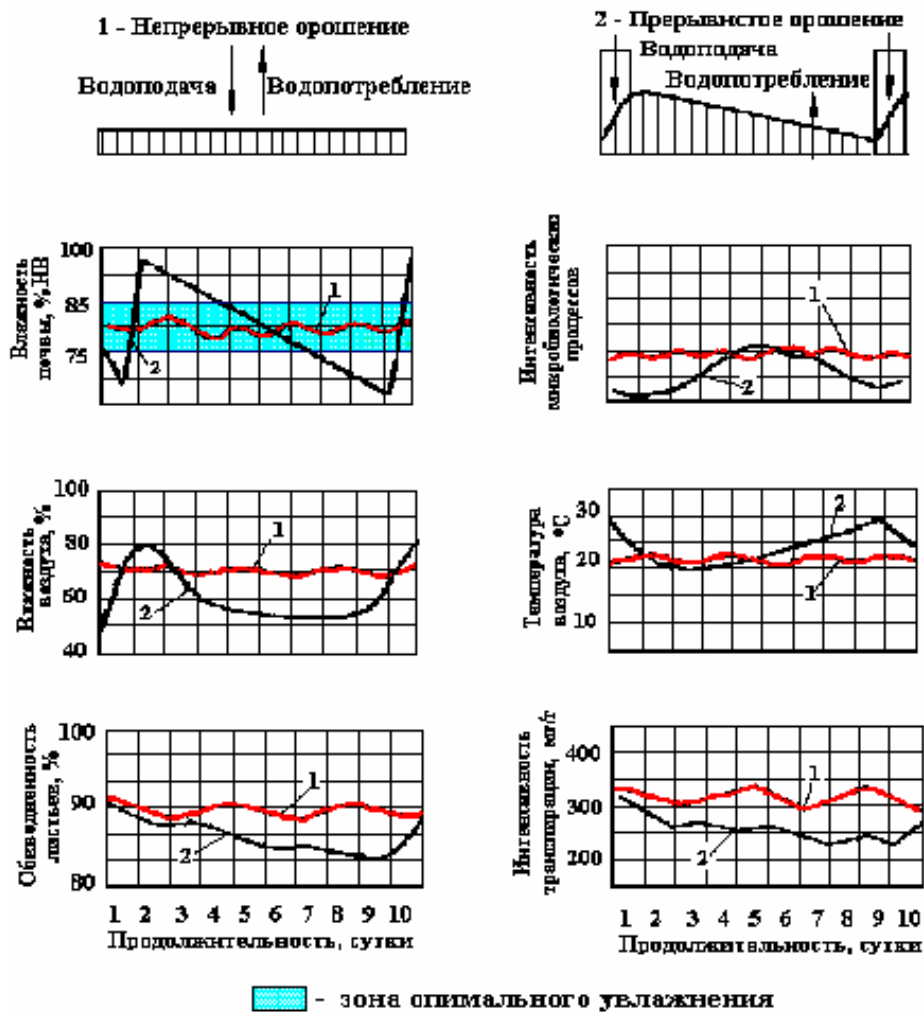 1 - Непрерывное орошение
Водоподача
Водопотребление
2 - Прерывистое орошение
Водоподача
Водопотребление
Влажность
почвы, % НВ
100
85
75
1
2
Интенсивность
микробиологически
процессов
1
2
Влажность
воздуха, %
100
80
60
40
1
2
Температура
воздуха, °С
30
20
10
2
1
Обводненность
листьев, %
100
90
80
1
2
1 2 3 4 5 6 7 8 9 10
Продолжительность, сутки
Интенсивность
транспирации, мг/г
400
300
200
1
2
1 2 3 4 5 6 7 8 9 10
Продолжительность, сутки
- зона опимального увлажнения